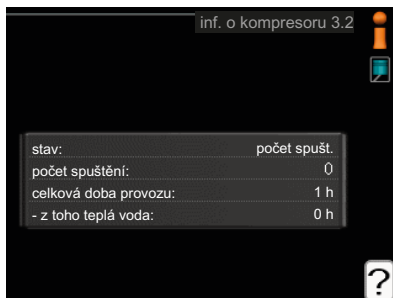 inf. o kompresoru 3.2
stav: počet spušt.
počet spuštění: 0
celková doba provozu: 1 h
- z toho teplá voda: 0 h
?